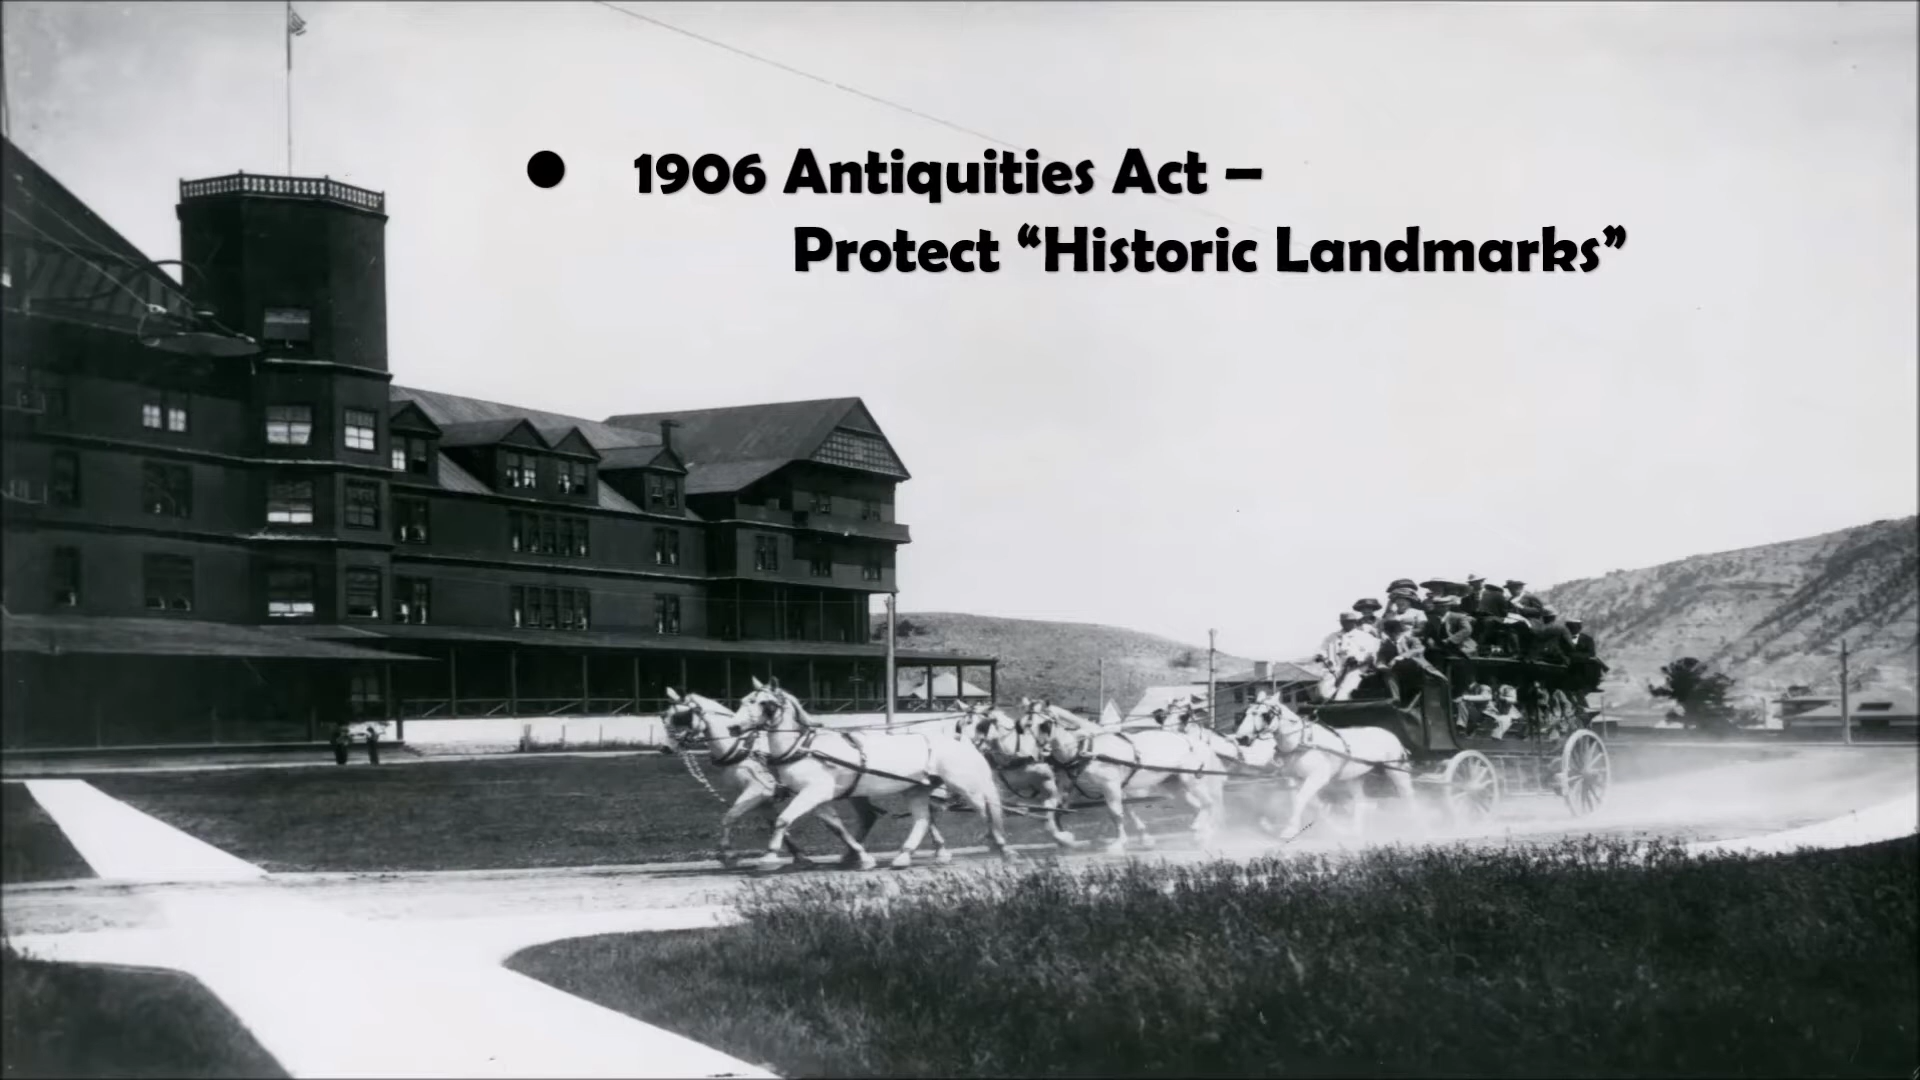 ● 1906 Antiquities Act –
Protect “Historic Landmarks”